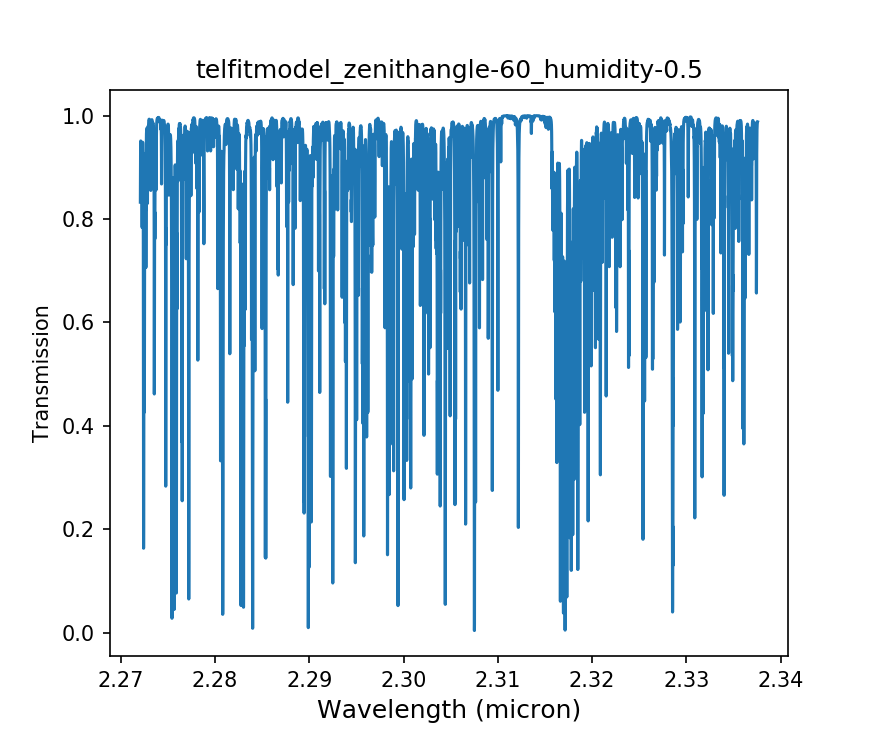 telfitmodel_zenithangle-60_humidity-0.5
1.0
0.8
0.6
0.4
0.2
0.0
Transmission
2.27 2.28 2.29 2.30 2.31 2.32 2.33 2.34
Wavelength (micron)